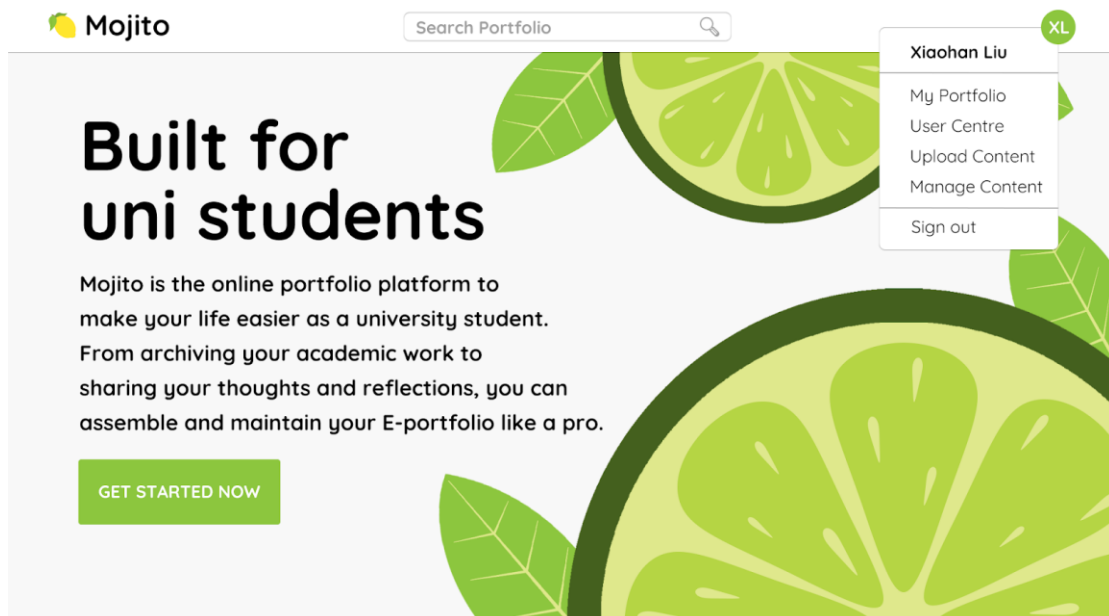 Mojito
Search Portfolio
XL
Xiaohan Liu
My Portfolio
User Centre
Upload Content
Manage Content
Sign out
Built for
uni students
Mojito is the online portfolio platform to
make your life easier as a university student.
From archiving your academic work to
sharing your thoughts and reflections, you can
assemble and maintain your E-portfolio like a pro.
GET STARTED NOW